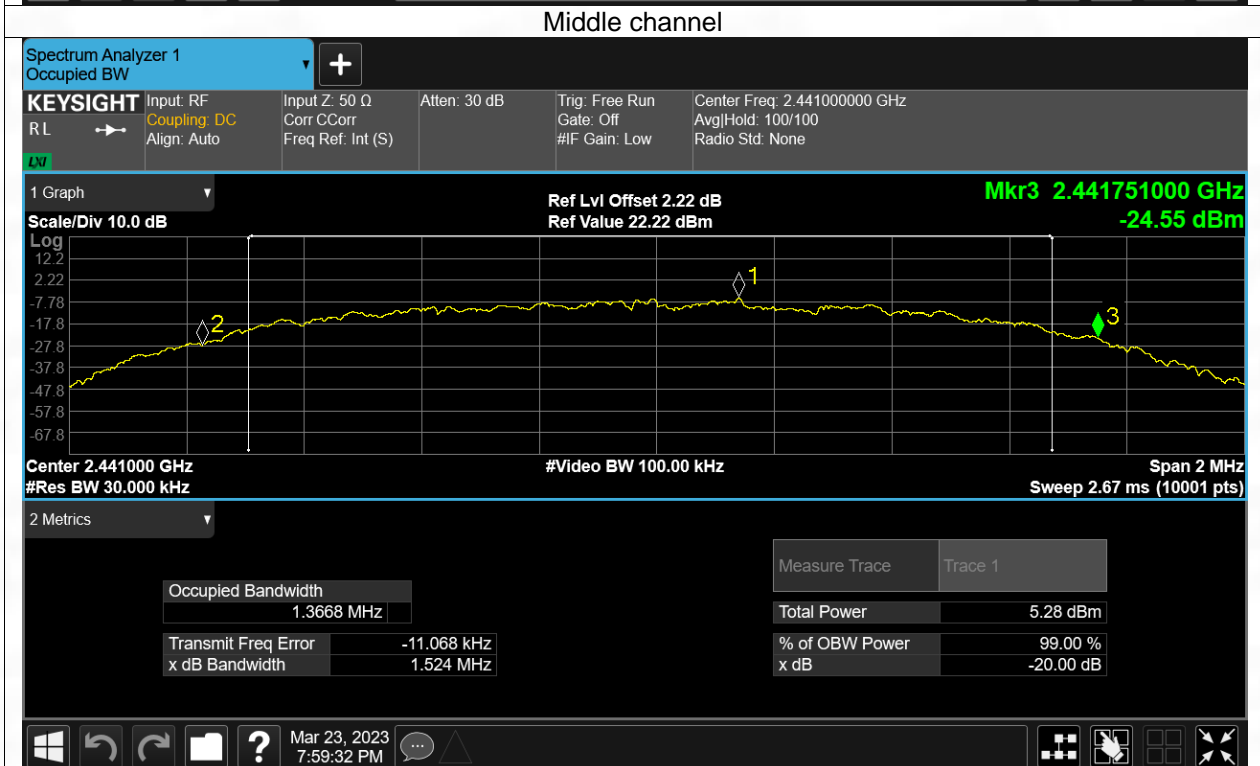 Middle channel
Spectrum Analyzer 1
Occupied BW
KEYSIGHT Input: RF Input Z: 50 Ω Atten: 30 dB Trig: Free Run Center Freq: 2.441000000 GHz
RL Coupling: DC Corr CCorr Gate: Off Avg|Hold: 100/100
Align: Auto Freq Ref: Int (S) #IF Gain: Low Radio Std: None
LXI
1 Graph Ref Lvl Offset 2.22 dB Mkr3 2.441751000 GHz
Scale/Div 10.0 dB Ref Value 22.22 dBm -24.55 dBm
Log
12.2
2.22
-7.78
-17.8
-27.8
-37.8
-47.8
-57.8
-67.8
1
2
3
Center 2.441000 GHz #Video BW 100.00 kHz Span 2 MHz
#Res BW 30.000 kHz Sweep 2.67 ms (10001 pts)
2 Metrics
Measure Trace Trace 1
Occupied Bandwidth
1.3668 MHz Total Power 5.28 dBm
Transmit Freq Error -11.068 kHz % of OBW Power 99.00 %
x dB Bandwidth 1.524 MHz x dB -20.00 dB
? Mar 23, 2023
7:59:32 PM